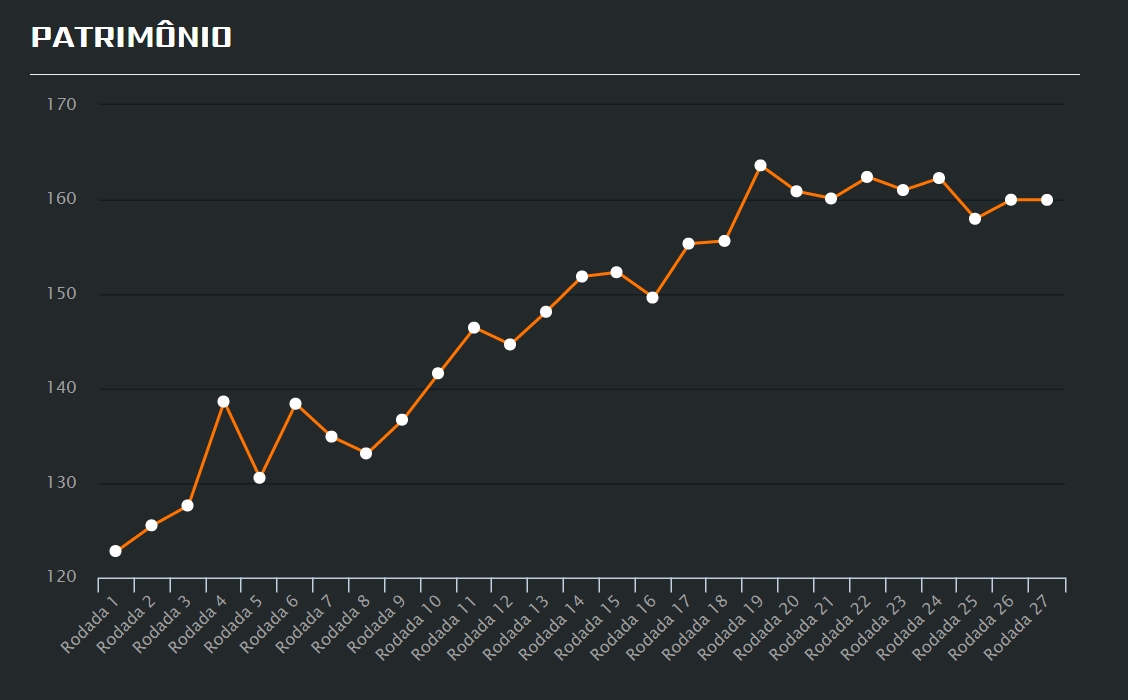 PATRIMÔNIO
170
160
150
140
130
120
Rodada 1
Rodada 2
Rodada 3
Rodada 4
Rodada 5
Rodada 6
Rodada 7
Rodada 8
Rodada 9
Rodada 10
Rodada 11
Rodada 12
Rodada 13
Rodada 14
Rodada 15
Rodada 16
Rodada 17
Rodada 18
Rodada 19
Rodada 20
Rodada 21
Rodada 22
Rodada 23
Rodada 24
Rodada 25
Rodada 26
Rodada 27